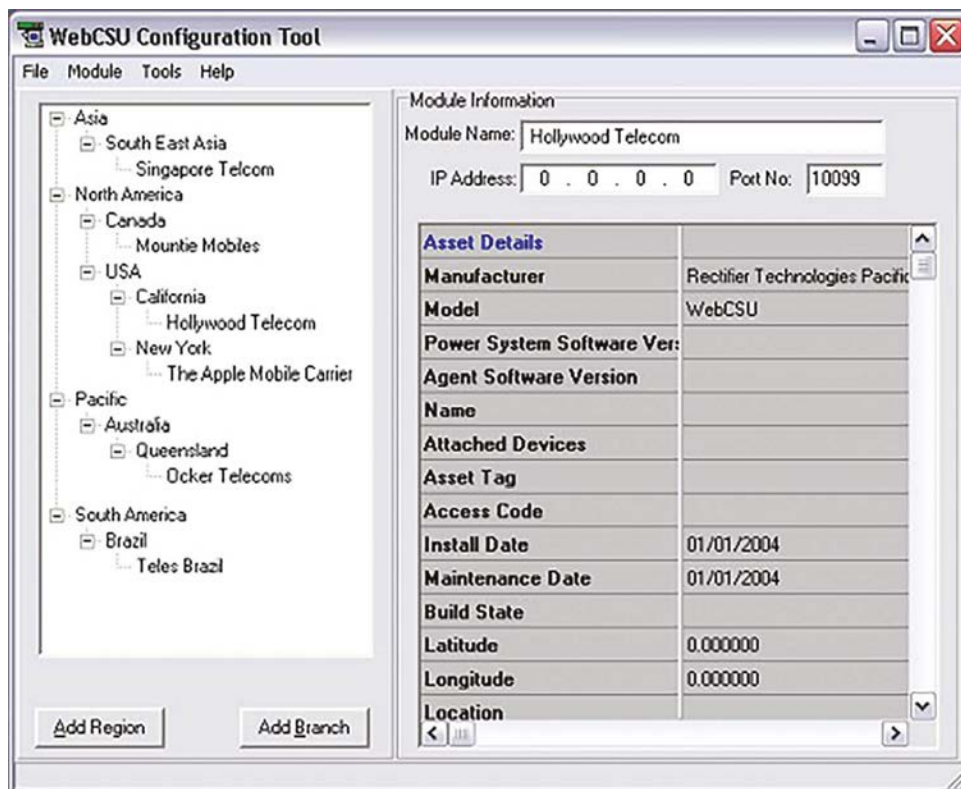 WebCSU Configuration Tool
File Module Tools Help
Asia
South East Asia
Singapore Telcom
North America
Canada
Mountie Mobiles
USA
California
Hollywood Telecom
New York
The Apple Mobile Carrier
Pacific
Australia
Queensland
Ocker Telecoms
South America
Brazil
Teles Brazil
Add Region Add Branch
Module Information
Module Name: Hollywood Telecom
IP Address: 0 . 0 . 0 . 0 Port No: 10099
Asset Details
Manufacturer Rectifier Technologies Pacific
Model WebCSU
Power System Software Vers
Agent Software Version
Name
Attached Devices
Asset Tag
Access Code
Install Date 01/01/2004
Maintenance Date 01/01/2004
Build State
Latitude 0.000000
Longitude 0.000000
Location